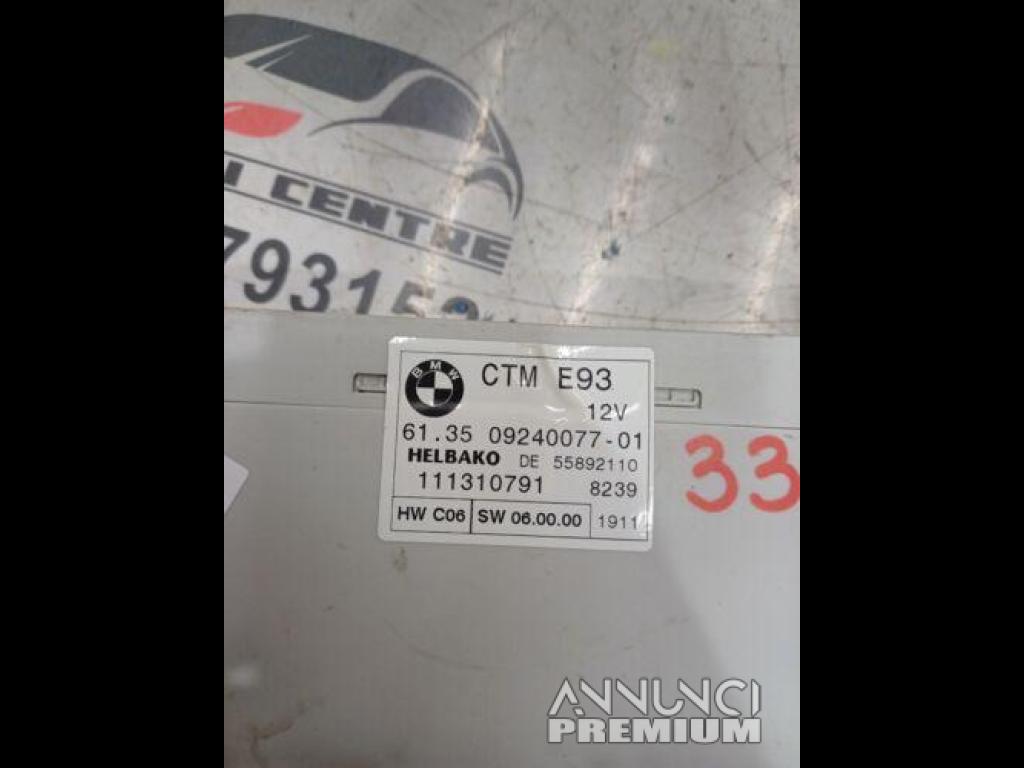 CENTRE
BMW
CTM E93
12V
61.35 09240077-01
HELBAKO DE 55892110
111310791 8239
HW C06 SW 06.00.00 1911
33
ANNUNCI
PREMIUM